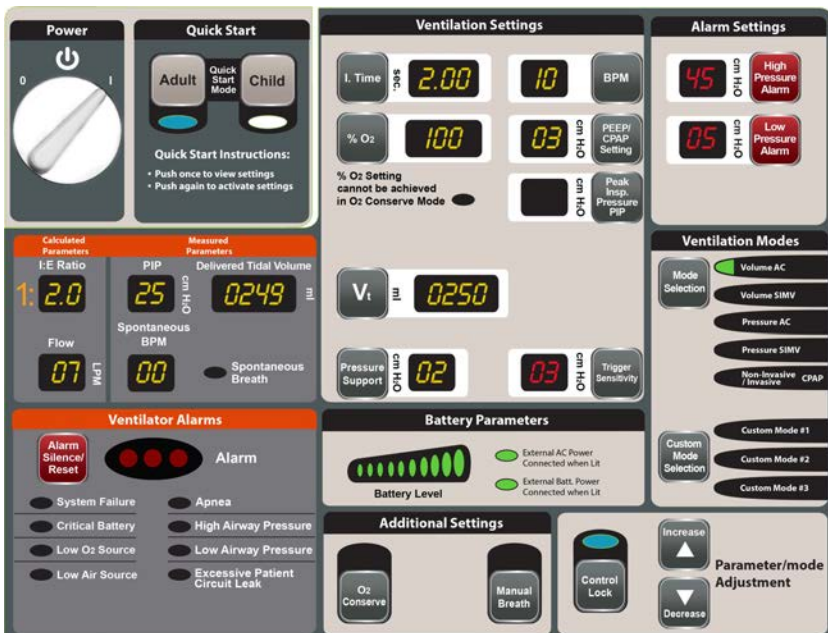 Power
0
I
Quick Start
Adult
Quick
Start
Mode
Child
Quick Start Instructions:
• Push once to view settings
• Push again to activate settings
Ventilation Settings
I. Time
sec.
2.00
10
BPM
% O2
100
03
cm H2O
PEEP/
CPAP
Setting
% O2 Setting
cannot be achieved
in O2 Conserve Mode
cm H2O
Peak
Insp.
Pressure
PIP
Vt
ml
0250
Pressure
Support
cm H2O
02
03
cm H2O
Trigger
Sensitivity
Alarm Settings
45
cm H2O
High
Pressure
Alarm
05
cm H2O
Low
Pressure
Alarm
Calculated
Parameters
Measured
Parameters
I:E Ratio
1: 2.0
PIP
25
cm H2O
Delivered Tidal Volume
0249
ml
Flow
07
LPM
Spontaneous
BPM
00
Spontaneous
Breath
Ventilation Modes
Mode
Selection
Volume AC
Volume SIMV
Pressure AC
Pressure SIMV
Non-Invasive
/ Invasive CPAP
Custom
Mode
Selection
Custom Mode #1
Custom Mode #2
Custom Mode #3
Ventilator Alarms
Alarm
Silence/
Reset
Alarm
System Failure
Apnea
Critical Battery
High Airway Pressure
Low O2 Source
Low Airway Pressure
Low Air Source
Excessive Patient
Circuit Leak
Battery Parameters
Battery Level
External AC Power
Connected when Lit
External Batt. Power
Connected when Lit
Additional Settings
O2
Conserve
Manual
Breath
Control
Lock
Increase
Decrease
Parameter/mode
Adjustment